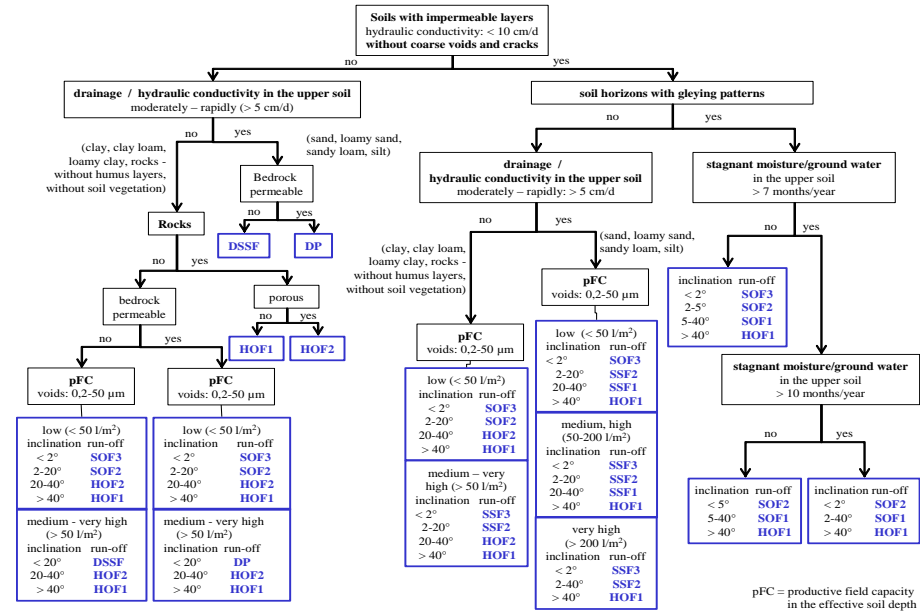 Soils with impermeable layers
hydraulic conductivity: < 10 cm/d
without coarse voids and cracks
no
yes
drainage / hydraulic conductivity in the upper soil
moderately – rapidly (> 5 cm/d)
soil horizons with gleying patterns
no
yes
(clay, clay loam,
loamy clay, rocks -
without humus layers,
without soil vegetation)
(sand, loamy sand,
sandy loam, silt)
Bedrock
permeable
no
yes
DSSF
DP
Rocks
no
yes
bedrock
permeable
porous
no
yes
HOF1
HOF2
no
yes
pFC
voids: 0,2-50 µm
pFC
voids: 0,2-50 µm
low (< 50 l/m²)
inclination run-off
< 2° SOF3
2-20° SOF2
20-40° HOF2
> 40° HOF1
medium - very high
(> 50 l/m²)
inclination run-off
< 20° DSSF
20-40° HOF2
> 40° HOF1
low (< 50 l/m²)
inclination run-off
< 2° SOF3
2-20° SOF2
20-40° HOF2
> 40° HOF1
medium - very high
(> 50 l/m²)
inclination run-off
< 20° DP
20-40° HOF2
> 40° HOF1
no
yes
drainage /
hydraulic conductivity in the upper soil
moderately – rapidly: > 5 cm/d
no
yes
(clay, clay loam,
loamy clay, rocks -
without humus layers,
without soil vegetation)
(sand, loamy sand,
sandy loam, silt)
pFC
voids: 0,2-50 µm
low (< 50 l/m²)
inclination run-off
< 2° SOF3
2-20° SOF2
20-40° HOF2
> 40° HOF1
medium – very
high (> 50 l/m²)
inclination run-off
< 2° SSF3
2-20° SSF2
20-40° HOF2
> 40° HOF1
pFC
voids: 0,2-50 µm
low (< 50 l/m²)
inclination run-off
< 2° SOF3
2-20° SSF2
20-40° SSF1
> 40° HOF1
medium, high
(50-200 l/m²)
inclination run-off
< 2° SSF3
2-20° SSF2
20-40° SSF1
> 40° HOF1
very high
(> 200 l/m²)
inclination run-off
< 2° SSF3
2-40° SSF2
> 40° HOF1
stagnant moisture/ground water
in the upper soil
> 7 months/year
no
yes
inclination run-off
< 2° SOF3
2-5° SOF2
5-40° SOF1
> 40° HOF1
stagnant moisture/ground water
in the upper soil
> 10 months/year
no
yes
inclination run-off
< 5° SOF2
5-40° SOF1
> 40° HOF1
inclination run-off
< 2° SOF2
2-40° SOF1
> 40° HOF1
pFC = productive field capacity
in the effective soil depth